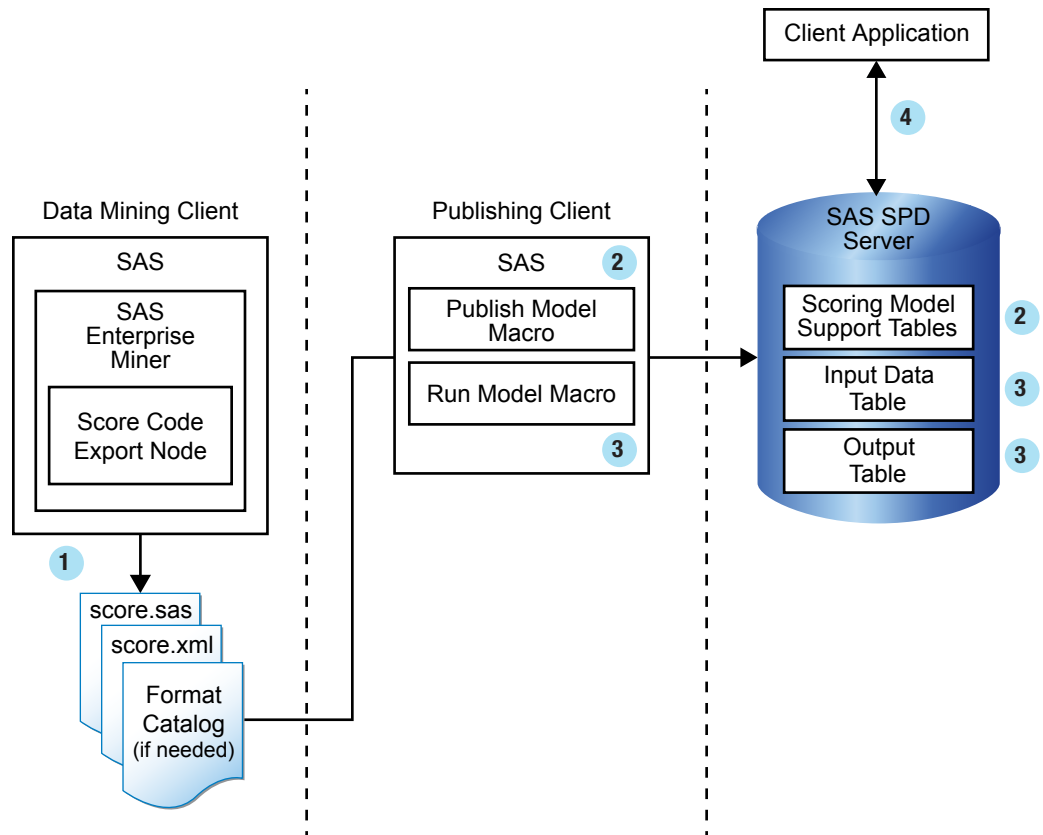 Client Application
4
Data Mining Client
SAS
SAS
Enterprise
Miner
Score Code
Export Node
1
score.sas
score.xml
Format
Catalog
(if needed)
Publishing Client
SAS
2
Publish Model
Macro
Run Model Macro
3
SAS SPD
Server
Scoring Model
Support Tables
2
Input Data
Table
3
Output
Table
3